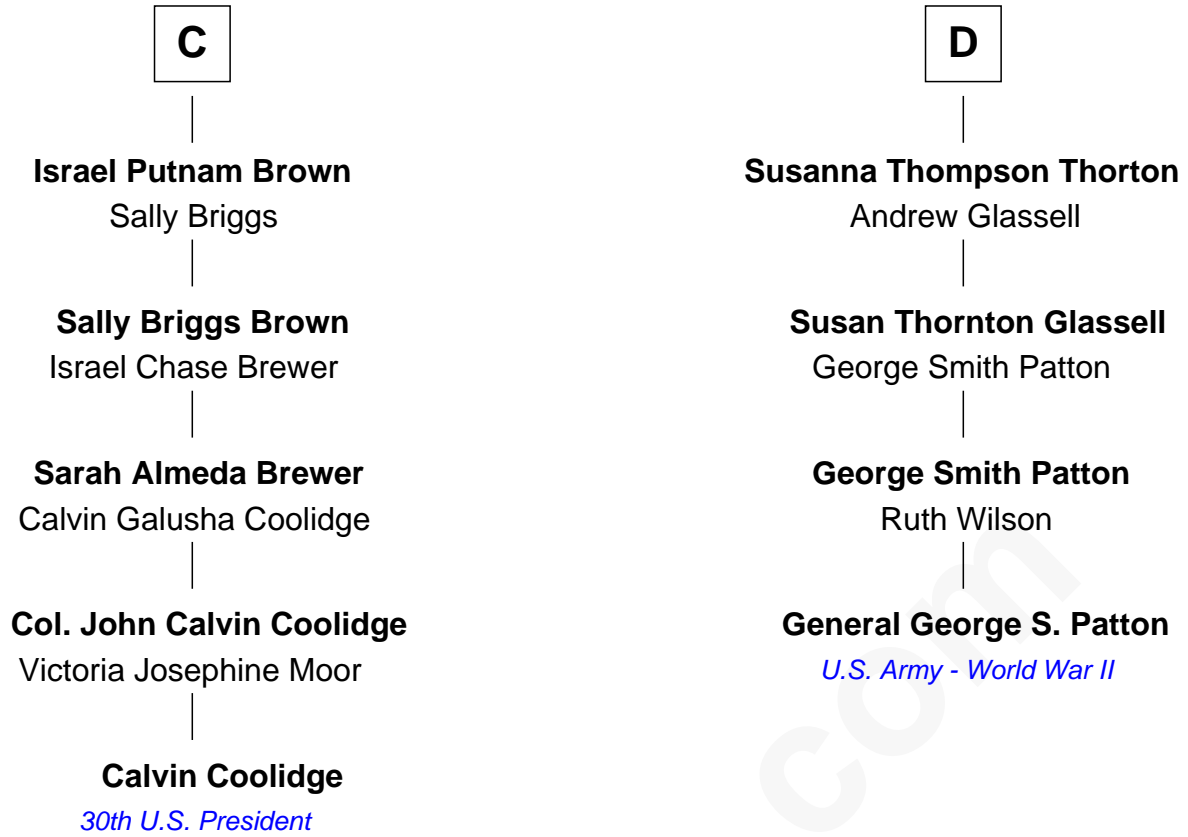 C
Israel Putnam Brown
Sally Briggs
Sally Briggs Brown
Israel Chase Brewer
Sarah Almeda Brewer
Calvin Galusha Coolidge
Col. John Calvin Coolidge
Victoria Josephine Moor
Calvin Coolidge
30th U.S. President
D
Susanna Thompson Thorton
Andrew Glassell
Susan Thornton Glassell
George Smith Patton
George Smith Patton
Ruth Wilson
General George S. Patton
U.S. Army - World War II
com